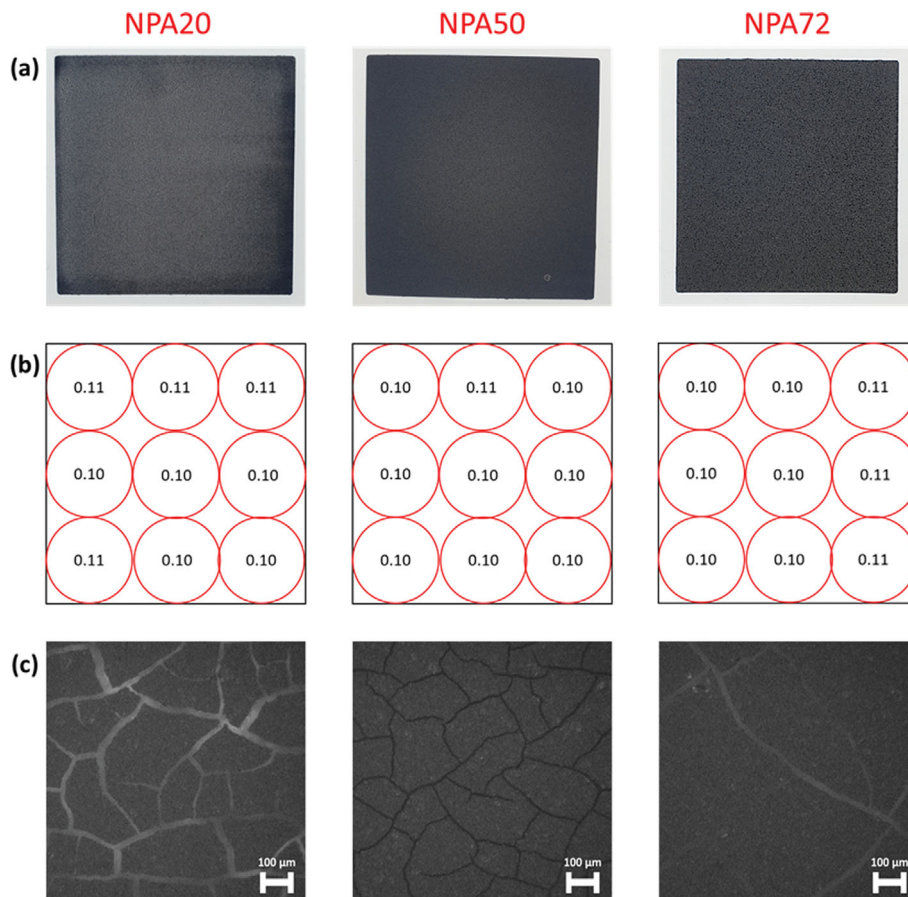 NPA20 NPA50 NPA72
(a)
(b)
0.11 0.11 0.11 0.10 0.11 0.10 0.10 0.10 0.11
0.10 0.10 0.10 0.10 0.10 0.10 0.10 0.10 0.11
0.11 0.10 0.10 0.10 0.10 0.10 0.10 0.10 0.11
(c)
100 μm 100 μm 100 μm